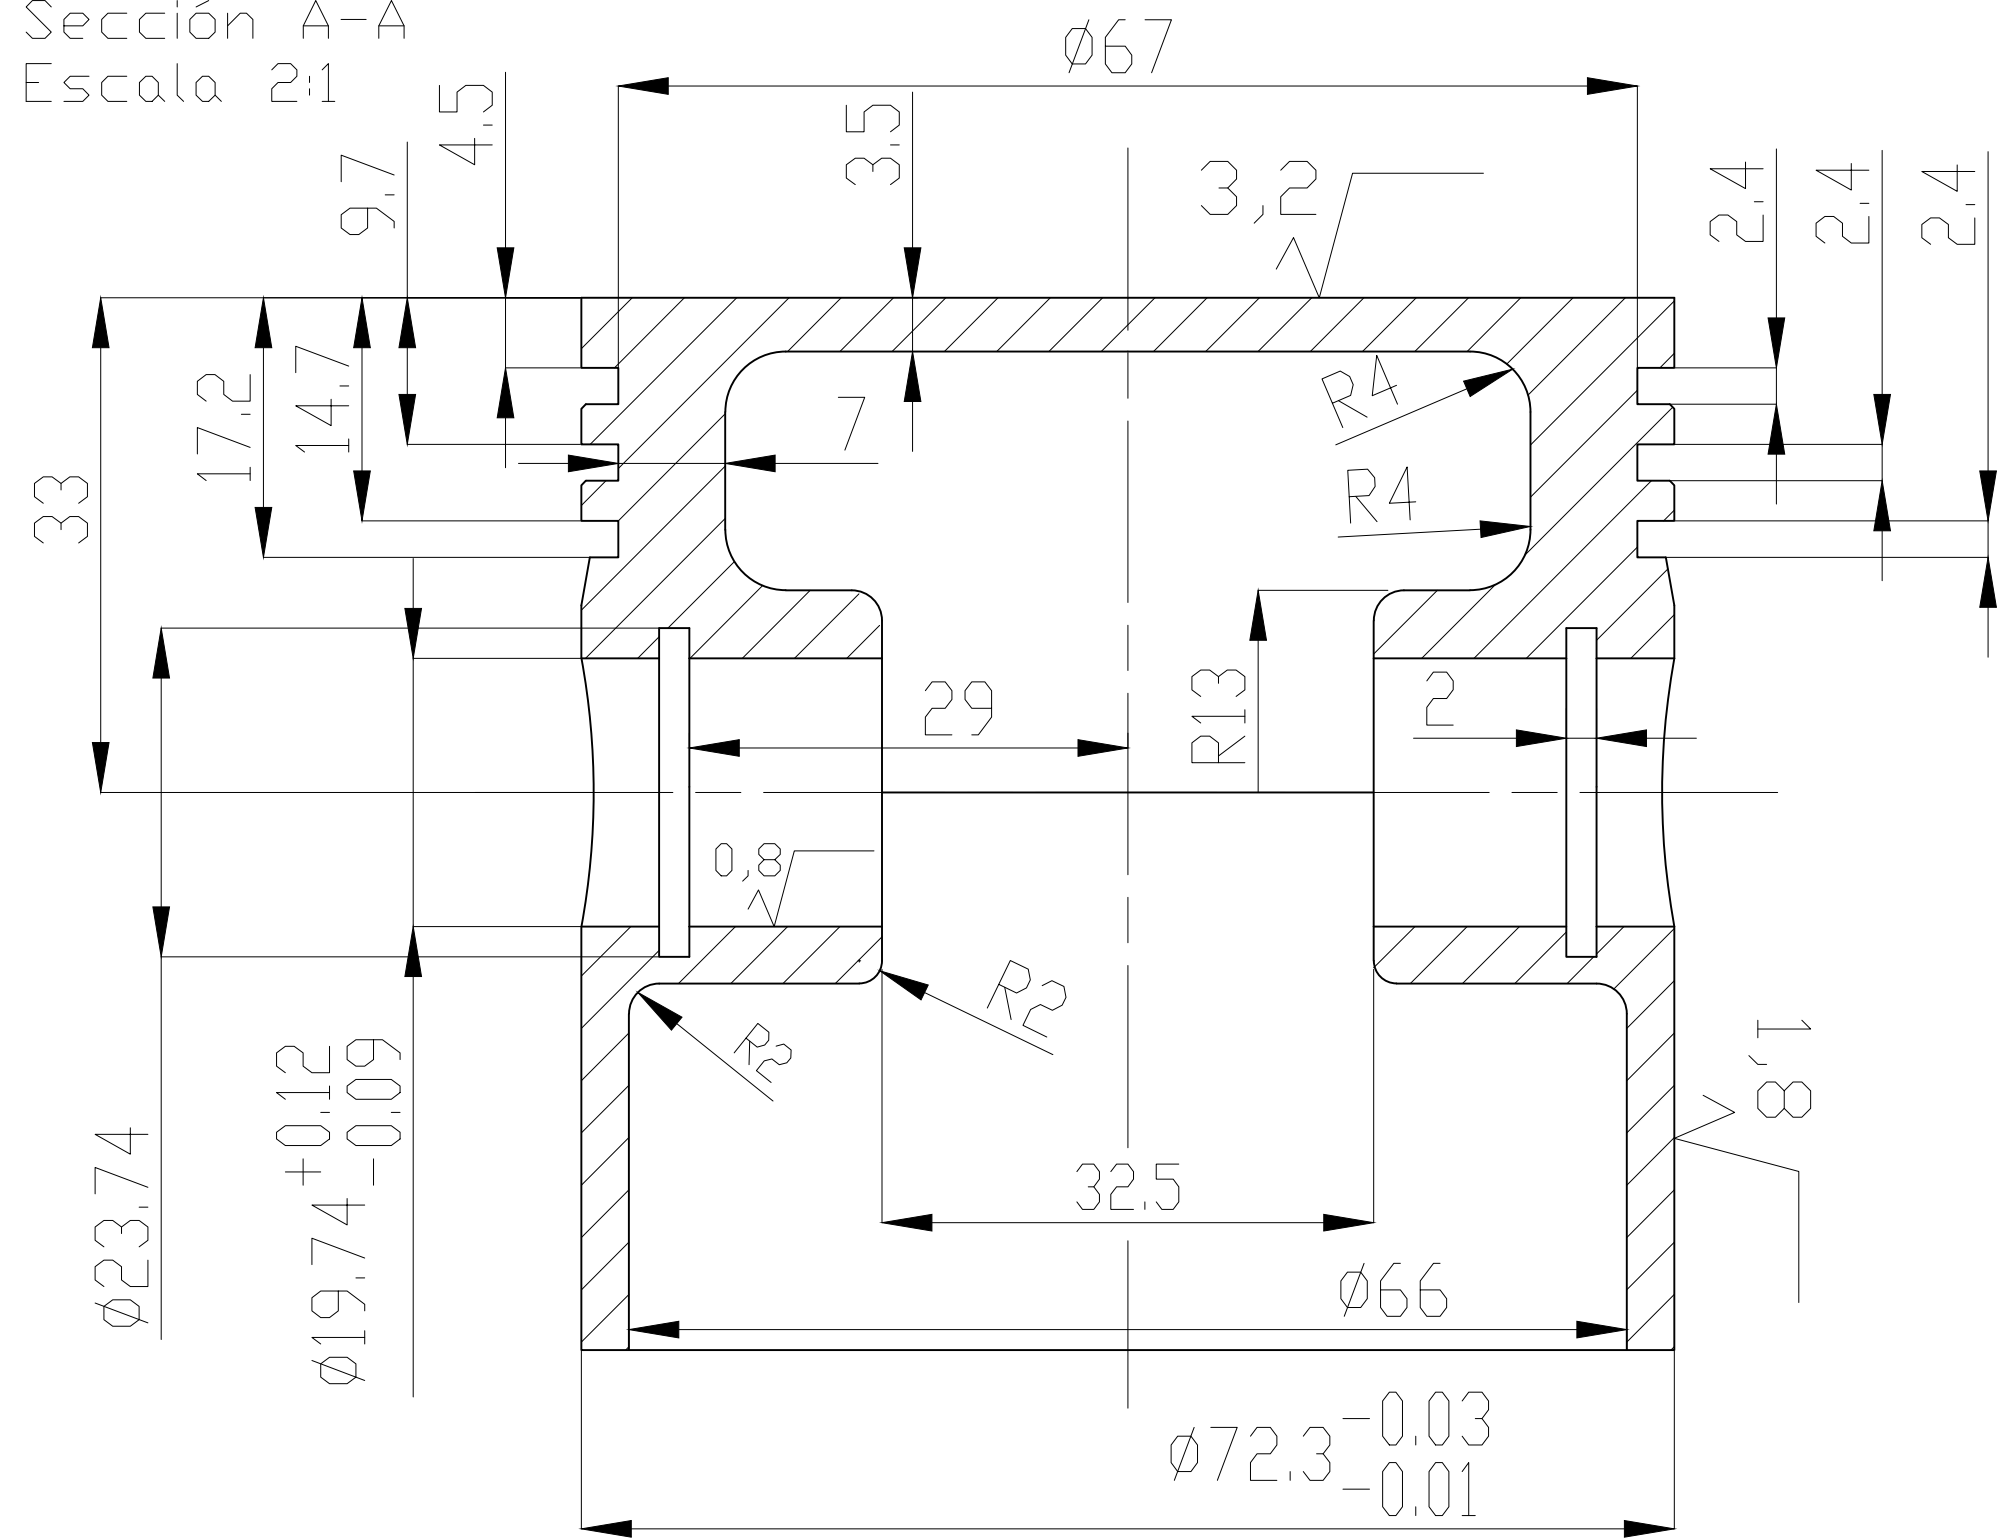 Sección A-A
Escala 2:1
ø67
4.5
3.5
9.7
3,2
2.4
2.4
2.4
17.2
14.7
7
R4
R4
33
29
R13
2
0,8
R2
R2
1,8
ø23.74
ø19.74 +0.12
-0.09
32.5
ø66
ø72.3 -0.03
-0.01